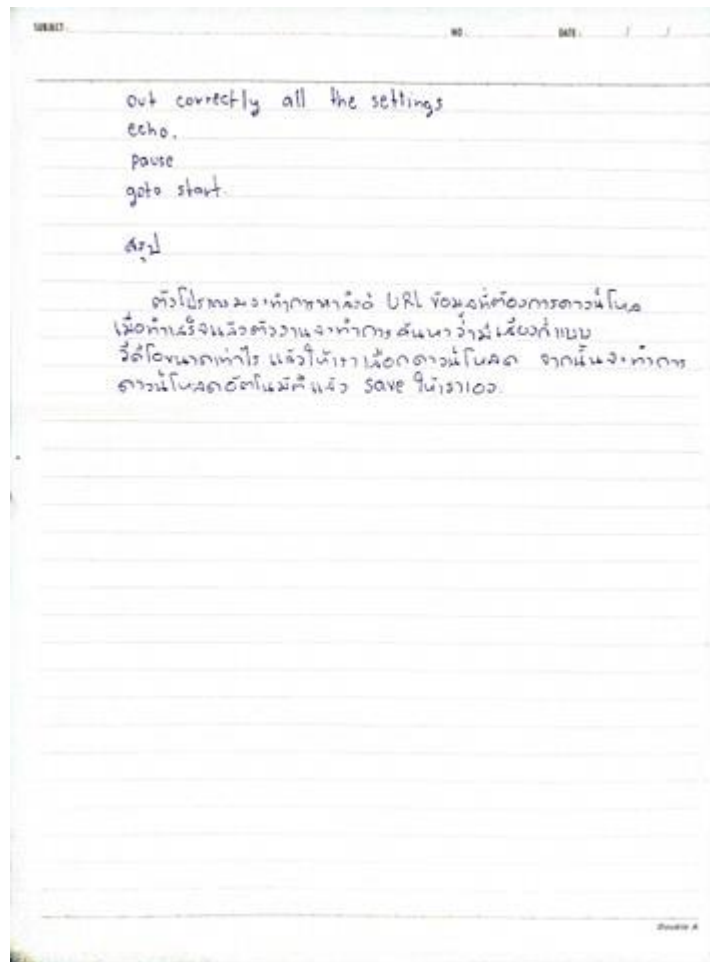 SUBJECT : NO : DATE : / /
out correctly all the settings
echo.
pause
goto start.
สรุป
ตัวโปรแกรมจะทำการหา URL ข้อมูลที่ต้องการดาวน์โหลด
เมื่อทำเสร็จแล้วตัวงานจะทำการค้นหาว่ามีเสียงกี่แบบ
วีดีโอขนาดเท่าไร แล้วให้เราเลือกดาวน์โหลด จากนั้นจะทำการ
ดาวน์โหลดอัตโนมัติแล้ว save ให้เราเอง
Double A